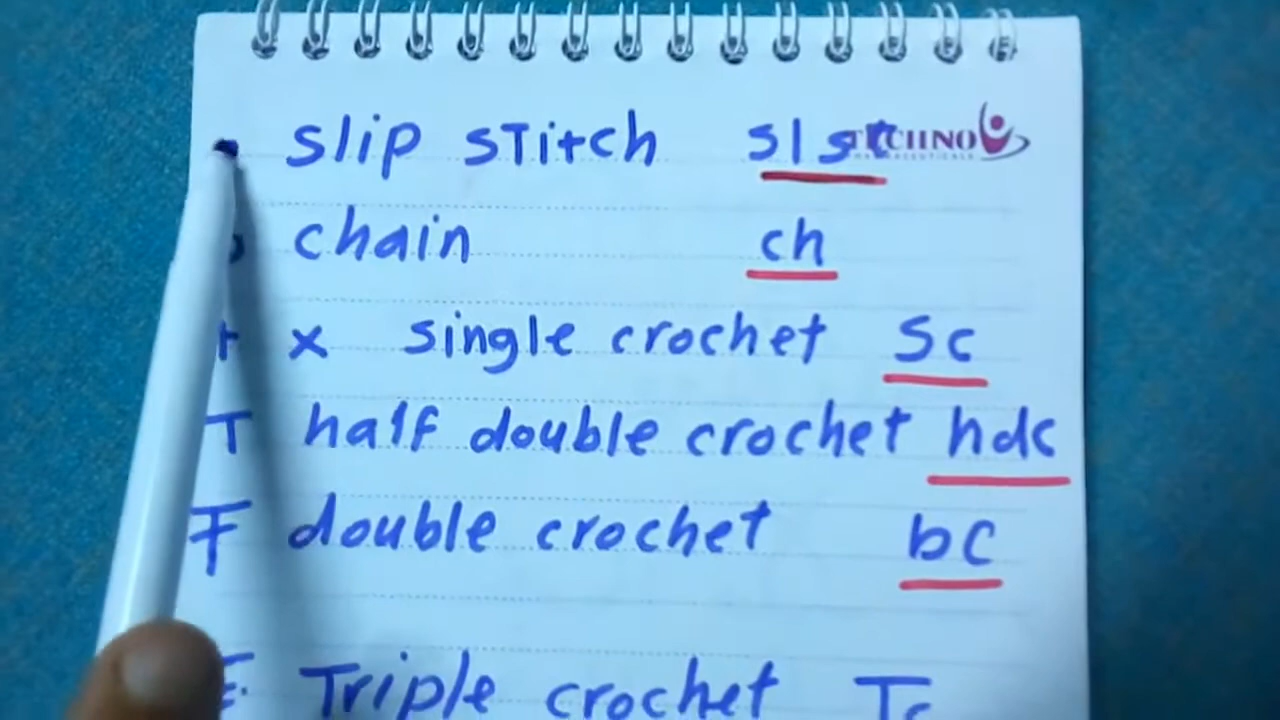 • slip stitch sl st
TECHNO
chain ch
+ x single crochet Sc
T half double crochet hdc
Ŧ double crochet bC
Triple crochet Tc